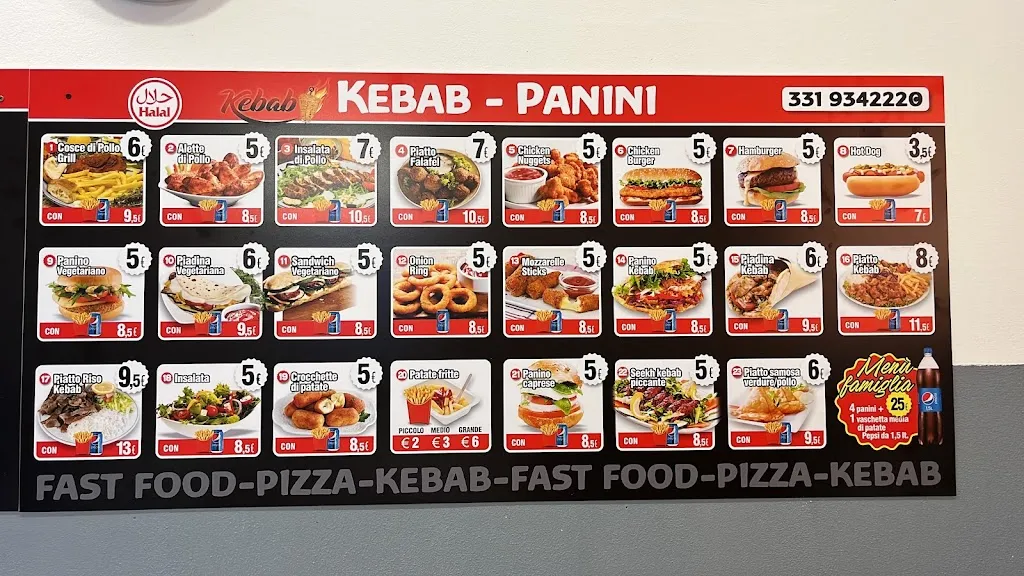 حلال
Halal
Kebab
KEBAB - PANINI
331 9342220
1 Cosce di Pollo
Grill
6€
CON 9,5€
2 Alette
di Pollo
5€
CON 8,5€
3 Insalata
di Pollo
7€
CON 10,5€
4 Piatto
Falafel
7€
CON 10,5€
5 Chicken
Nuggets
5€
CON 8,5€
6 Chicken
Burger
5€
CON 8,5€
7 Hamburger
5€
CON 8,5€
8 Hot Dog
3,5€
CON 7€
9 Panino
Vegetariano
5€
CON 8,5€
10 Piadina
Vegetariana
6€
CON 9,5€
11 Sandwich
Vegetariano
5€
CON 8,5€
12 Onion
Ring
5€
CON 8,5€
13 Mozzarelle
Sticks
5€
CON 8,5€
14 Panino
Kebab
5€
CON 8,5€
15 Piadina
Kebab
6€
CON 9,5€
16 Piatto
Kebab
8€
CON 11,5€
17 Piatto Riso
Kebab
9,5€
CON 13€
18 Insalata
5€
CON 8,5€
19 Crocchette
di patate
5€
CON 8,5€
20 Patate fritte
PICCOLO MEDIO GRANDE
€2 €3 €6
21 Panino
caprese
5€
CON 8,5€
22 Seekh kebab
piccante
5€
CON 8,5€
23 Piatto samosa
verdure/pollo
6€
CON 9,5€
Menù
famiglia
4 panini +
25€
1 vaschetta media
di patate
Pepsi da 1,5 lt.
pepsi
FAST FOOD-PIZZA-KEBAB-FAST FOOD-PIZZA-KEBAB